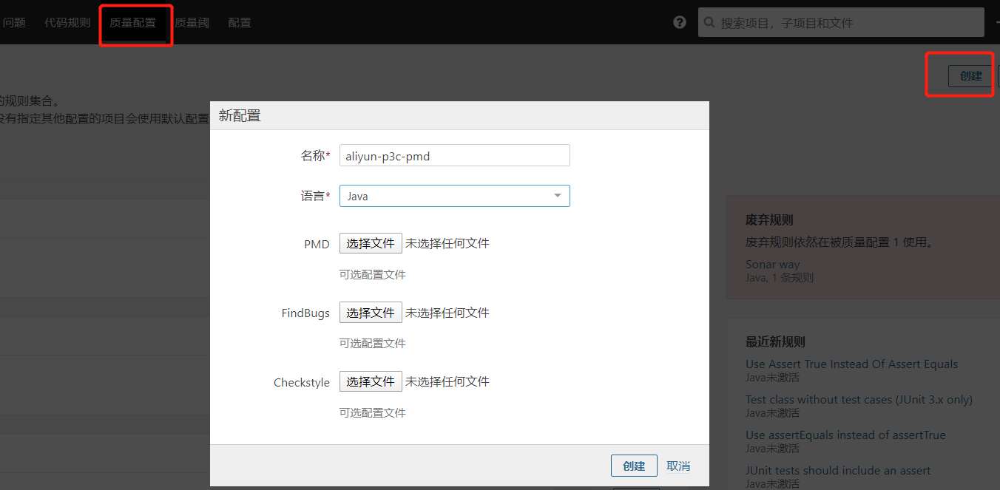 问题 代码规则 质量配置 质量阈 配置
搜索项目，子项目和文件
创建
的规则集合。
没有指定其他配置的项目会使用默认配置
新配置
名称* aliyun-p3c-pmd
语言* Java
PMD 选择文件 未选择任何文件
可选配置文件
FindBugs 选择文件 未选择任何文件
可选配置文件
Checkstyle 选择文件 未选择任何文件
可选配置文件
创建 取消
废弃规则
废弃规则依然在被质量配置 1 使用。
Sonar way
Java, 1 条规则
最近新规则
Use Assert True Instead Of Assert Equals
Java未激活
Test class without test cases (JUnit 3.x only)
Java未激活
Use assertEquals instead of assertTrue
Java未激活
JUnit tests should include an assert
Java未激活